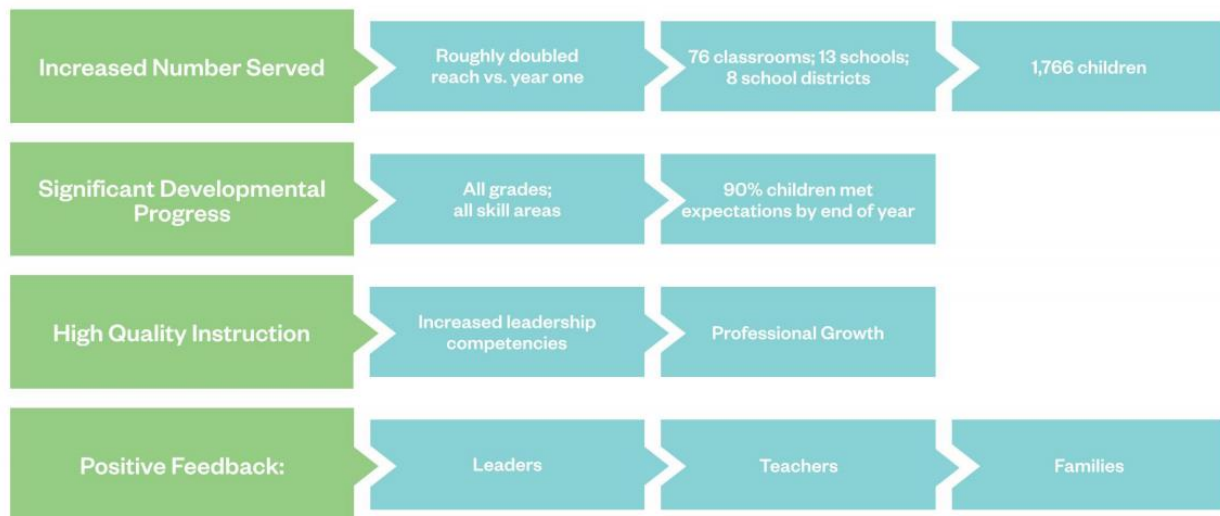 Increased Number Served
Roughly doubled
reach vs. year one
76 classrooms; 13 schools;
8 school districts
1,766 children
Significant Developmental
Progress
All grades;
all skill areas
90% children met
expectations by end of year
High Quality Instruction
Increased leadership
competencies
Professional Growth
Positive Feedback:
Leaders
Teachers
Families